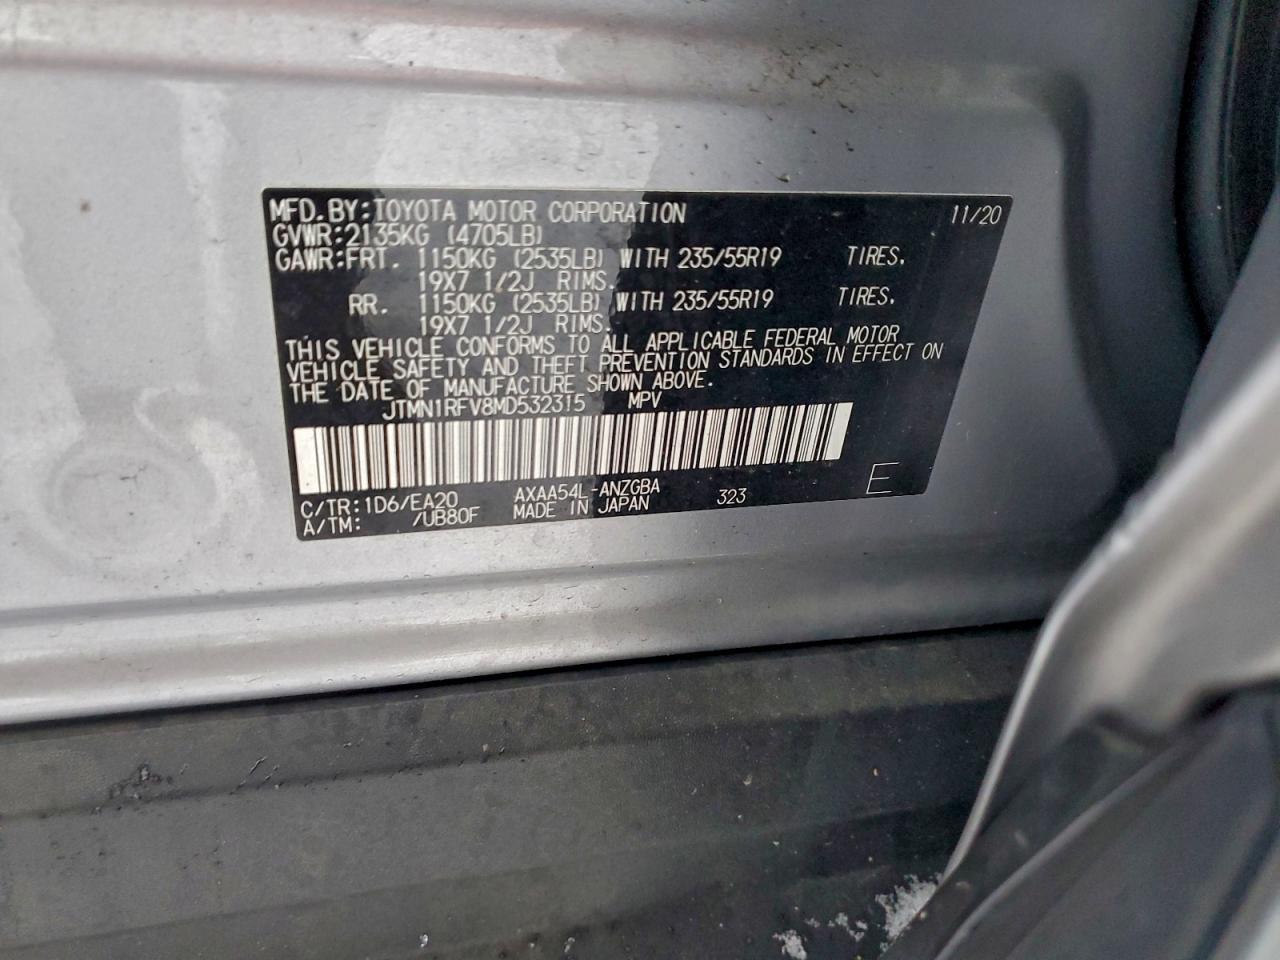 MFD.BY:TOYOTA MOTOR CORPORATION 11/20
GVWR:2135KG (4705LB)
GAWR:FRT. 1150KG (2535LB) WITH 235/55R19 TIRES.
19X7 1/2J RIMS.
RR. 1150KG (2535LB) WITH 235/55R19 TIRES.
19X7 1/2J RIMS.
THIS VEHICLE CONFORMS TO ALL APPLICABLE FEDERAL MOTOR
VEHICLE SAFETY AND THEFT PREVENTION STANDARDS IN EFFECT ON
THE DATE OF MANUFACTURE SHOWN ABOVE.
JTMN1RFV8MD532315 MPV
C/TR:1D6/EA20 AXAA54L-ANZGBA 323 E
A/TM: /UB80F MADE IN JAPAN